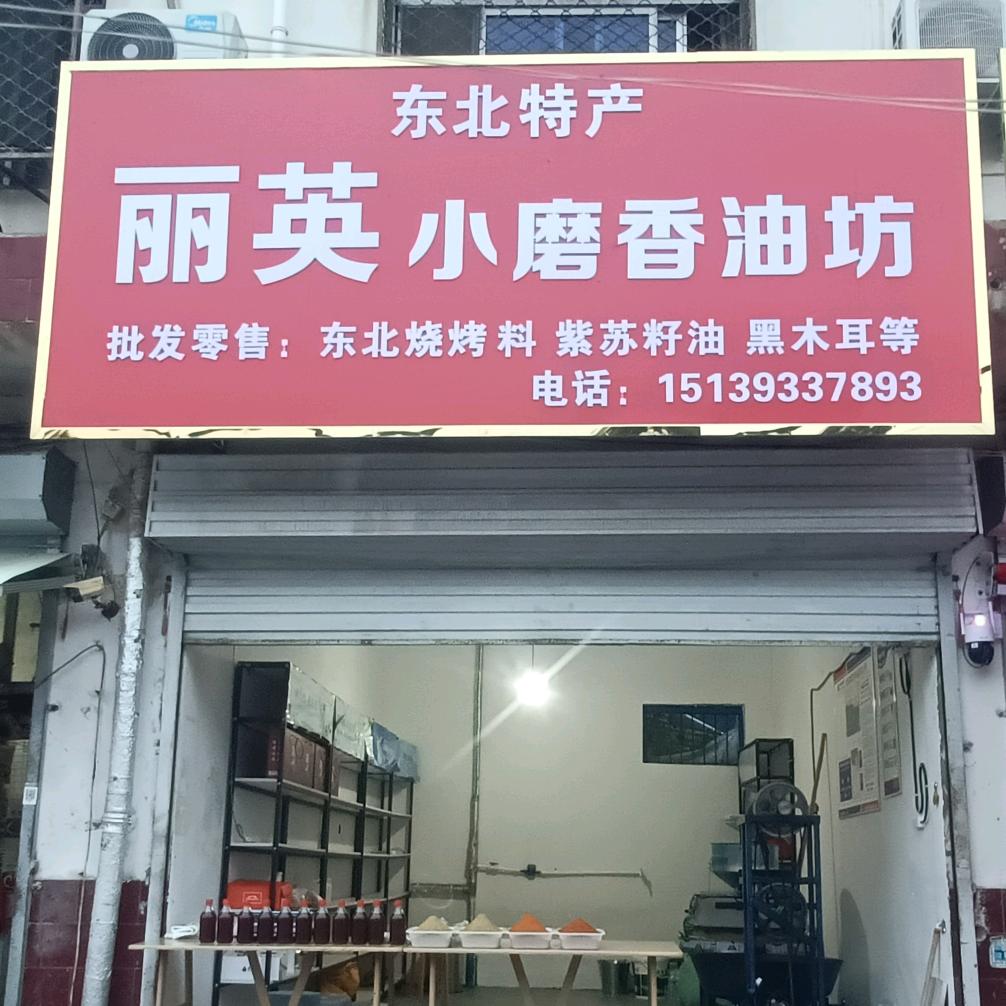 东北特产
丽英小磨香油坊
批发零售：东北烧烤料 紫苏籽油 黑木耳等
电话：15139337893